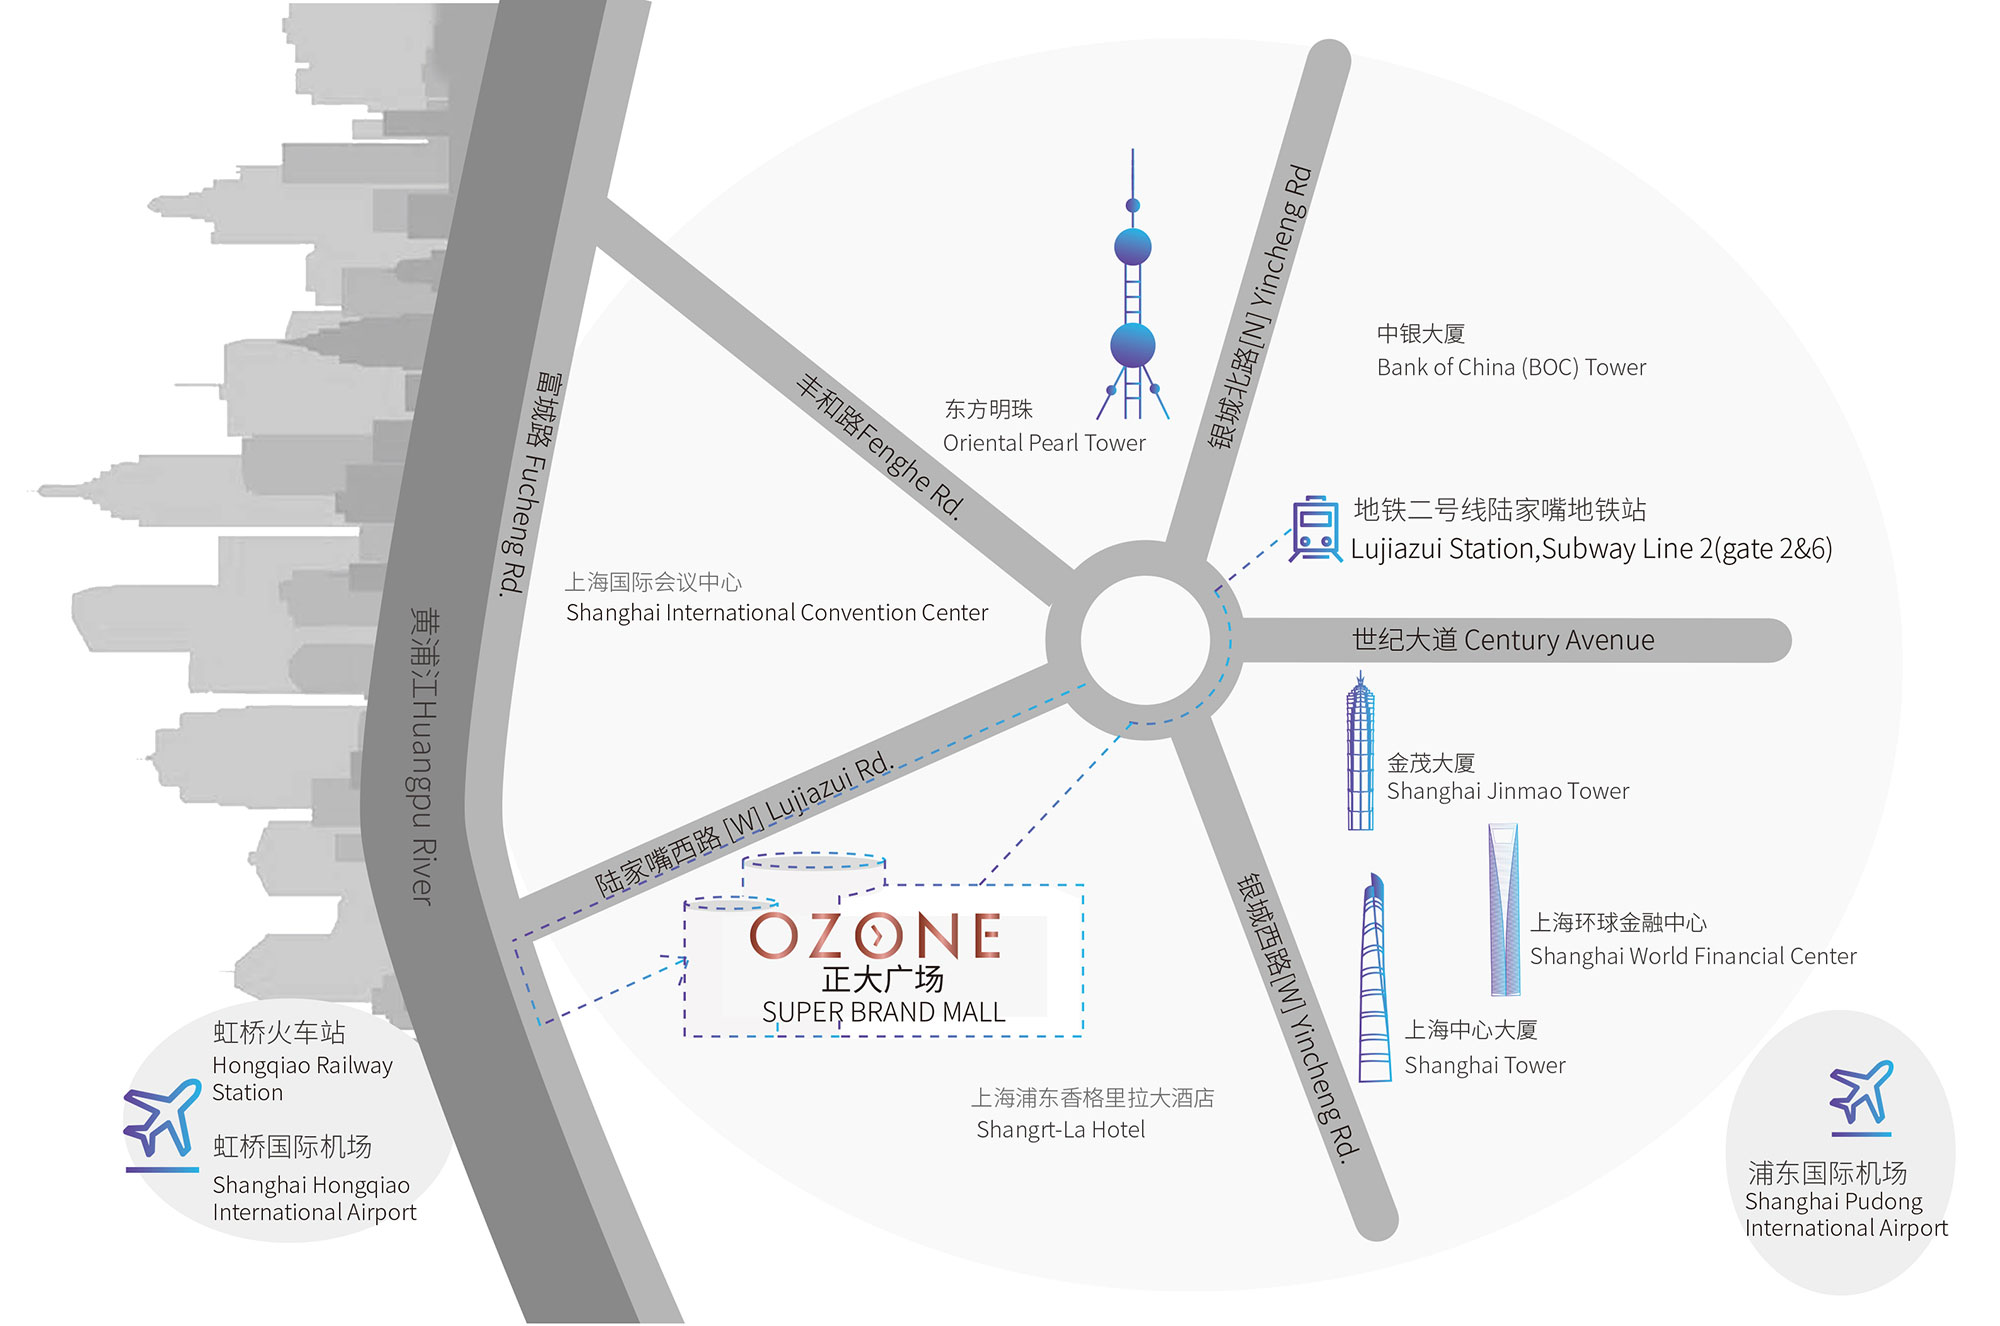 银城北路[N] Yincheng Rd
中银大厦
Bank of China (BOC) Tower
富城路 Fucheng Rd.
丰和路Fenghe Rd.
东方明珠
Oriental Pearl Tower
地铁二号线陆家嘴地铁站
Lujiazui Station,Subway Line 2(gate 2&6)
上海国际会议中心
Shanghai International Convention Center
世纪大道 Century Avenue
黄浦江Huangpu River
陆家嘴西路 [W] Lujiazui Rd.
金茂大厦
Shanghai Jinmao Tower
银城西路[W] Yincheng Rd.
OZONE
正大广场
SUPER BRAND MALL
上海环球金融中心
Shanghai World Financial Center
上海中心大厦
Shanghai Tower
上海浦东香格里拉大酒店
Shangrt-La Hotel
虹桥火车站
Hongqiao Railway
Station
虹桥国际机场
Shanghai Hongqiao
International Airport
浦东国际机场
Shanghai Pudong
International Airport